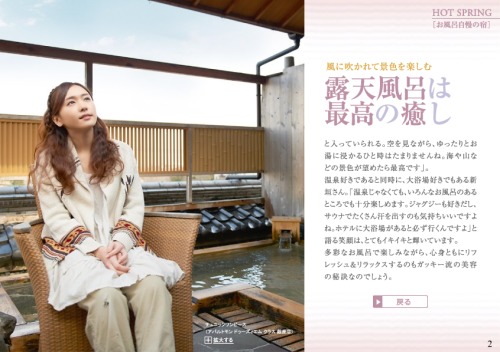 HOT SPRING
[お風呂自慢の宿]
風に吹かれて景色を楽しむ
露天風呂は
最高の癒し
と入っていられる。空を見ながら、ゆったりとお
湯に浸かるひと時はたまりませんね。海や山な
どの景色が望めたら最高です」。
温泉好きであると同時に、大浴場好きでもある新
垣さん。「温泉じゃなくても、いろんなお風呂のある
ところでも十分楽しめます。ジャグジーも好きだし、
サウナでたくさん汗を出すのも気持ちいいですよ
ね。ホテルに大浴場があると必ず行くんですよ」と
語る笑顔は、とてもイキイキと輝いています。
多彩なお風呂で楽しみながら、心身ともにリフ
レッシュ&リラックスするのもガッキー流の美容
の秘訣なのでしょう。
戻る
拡大する
2